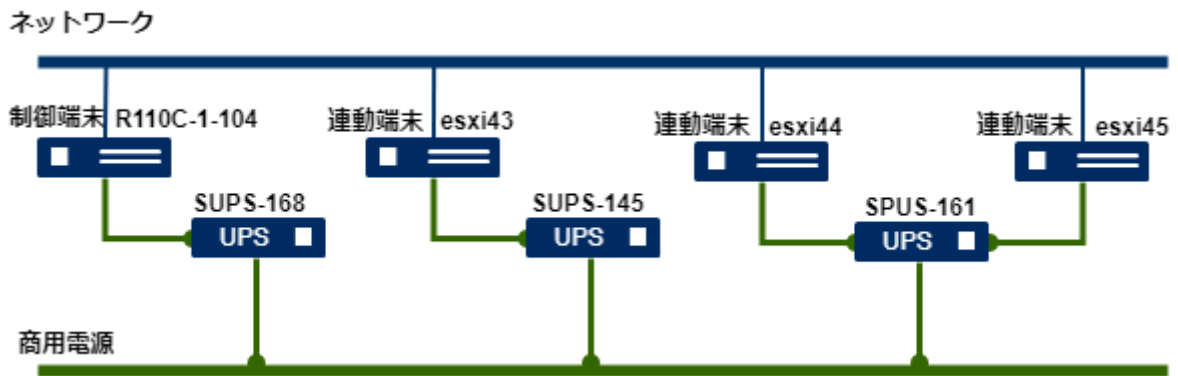 ネットワーク
制御端末 R110C-1-104
連動端末 esxi43
連動端末 esxi44
連動端末 esxi45
SUPS-168
UPS
SUPS-145
UPS
SPUS-161
UPS
商用電源